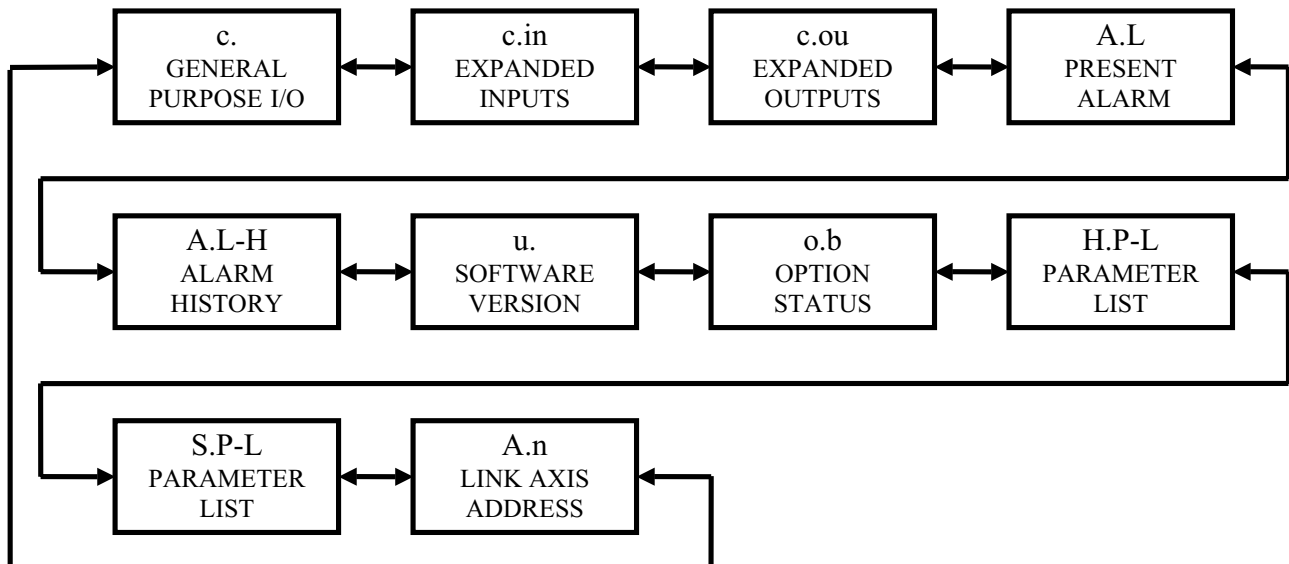 c.
GENERAL
PURPOSE I/O
c.in
EXPANDED
INPUTS
c.ou
EXPANDED
OUTPUTS
A.L
PRESENT
ALARM
A.L-H
ALARM
HISTORY
u.
SOFTWARE
VERSION
o.b
OPTION
STATUS
H.P-L
PARAMETER
LIST
S.P-L
PARAMETER
LIST
A.n
LINK AXIS
ADDRESS